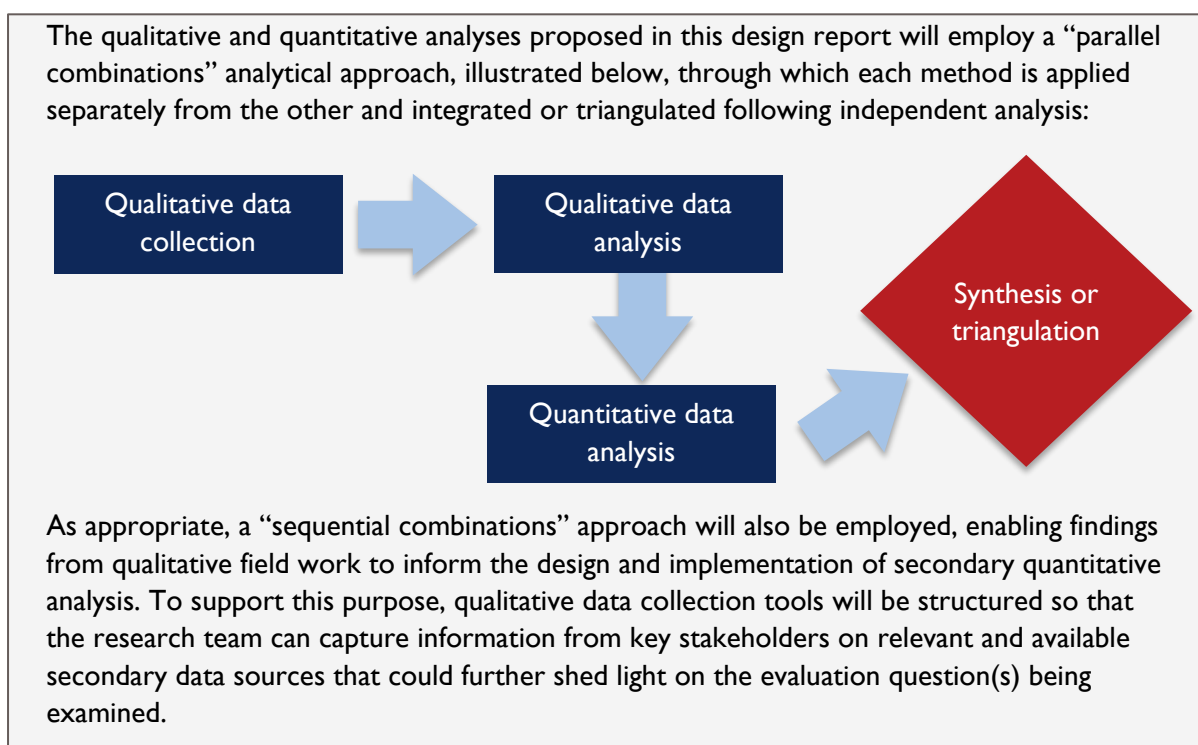 The qualitative and quantitative analyses proposed in this design report will employ a “parallel
combinations” analytical approach, illustrated below, through which each method is applied
separately from the other and integrated or triangulated following independent analysis:
Qualitative data
collection
Qualitative data
analysis
Synthesis or
triangulation
Quantitative data
analysis
As appropriate, a “sequential combinations” approach will also be employed, enabling findings
from qualitative field work to inform the design and implementation of secondary quantitative
analysis. To support this purpose, qualitative data collection tools will be structured so that
the research team can capture information from key stakeholders on relevant and available
secondary data sources that could further shed light on the evaluation question(s) being
examined.